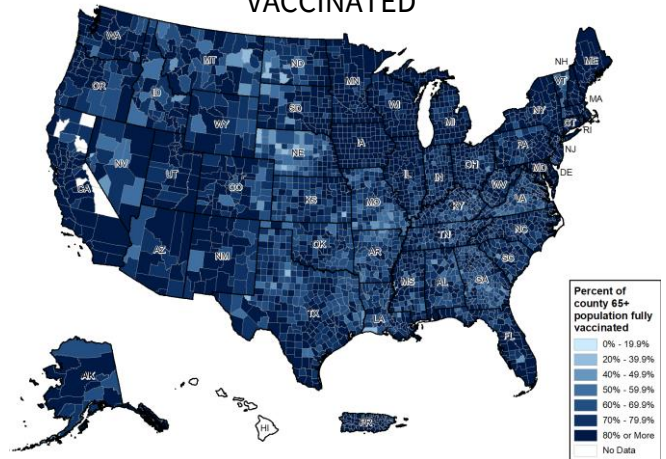 VACCINATED
WA
MT
ND
MN
ME
NH
VT
OR
ID
SD
WI
MI
NY
MA
WY
CT
RI
IA
NE
PA
NJ
NV
UT
CO
IL
IN
OH
MD
DE
CA
WV
VA
KS
MO
KY
NC
TN
AZ
NM
OK
AR
SC
MS
AL
GA
TX
LA
FL
AK
HI
PR
Percent of
county 65+
population fully
vaccinated
0% - 19.9%
20% - 39.9%
40% - 49.9%
50% - 59.9%
60% - 69.9%
70% - 79.9%
80% or More
No Data